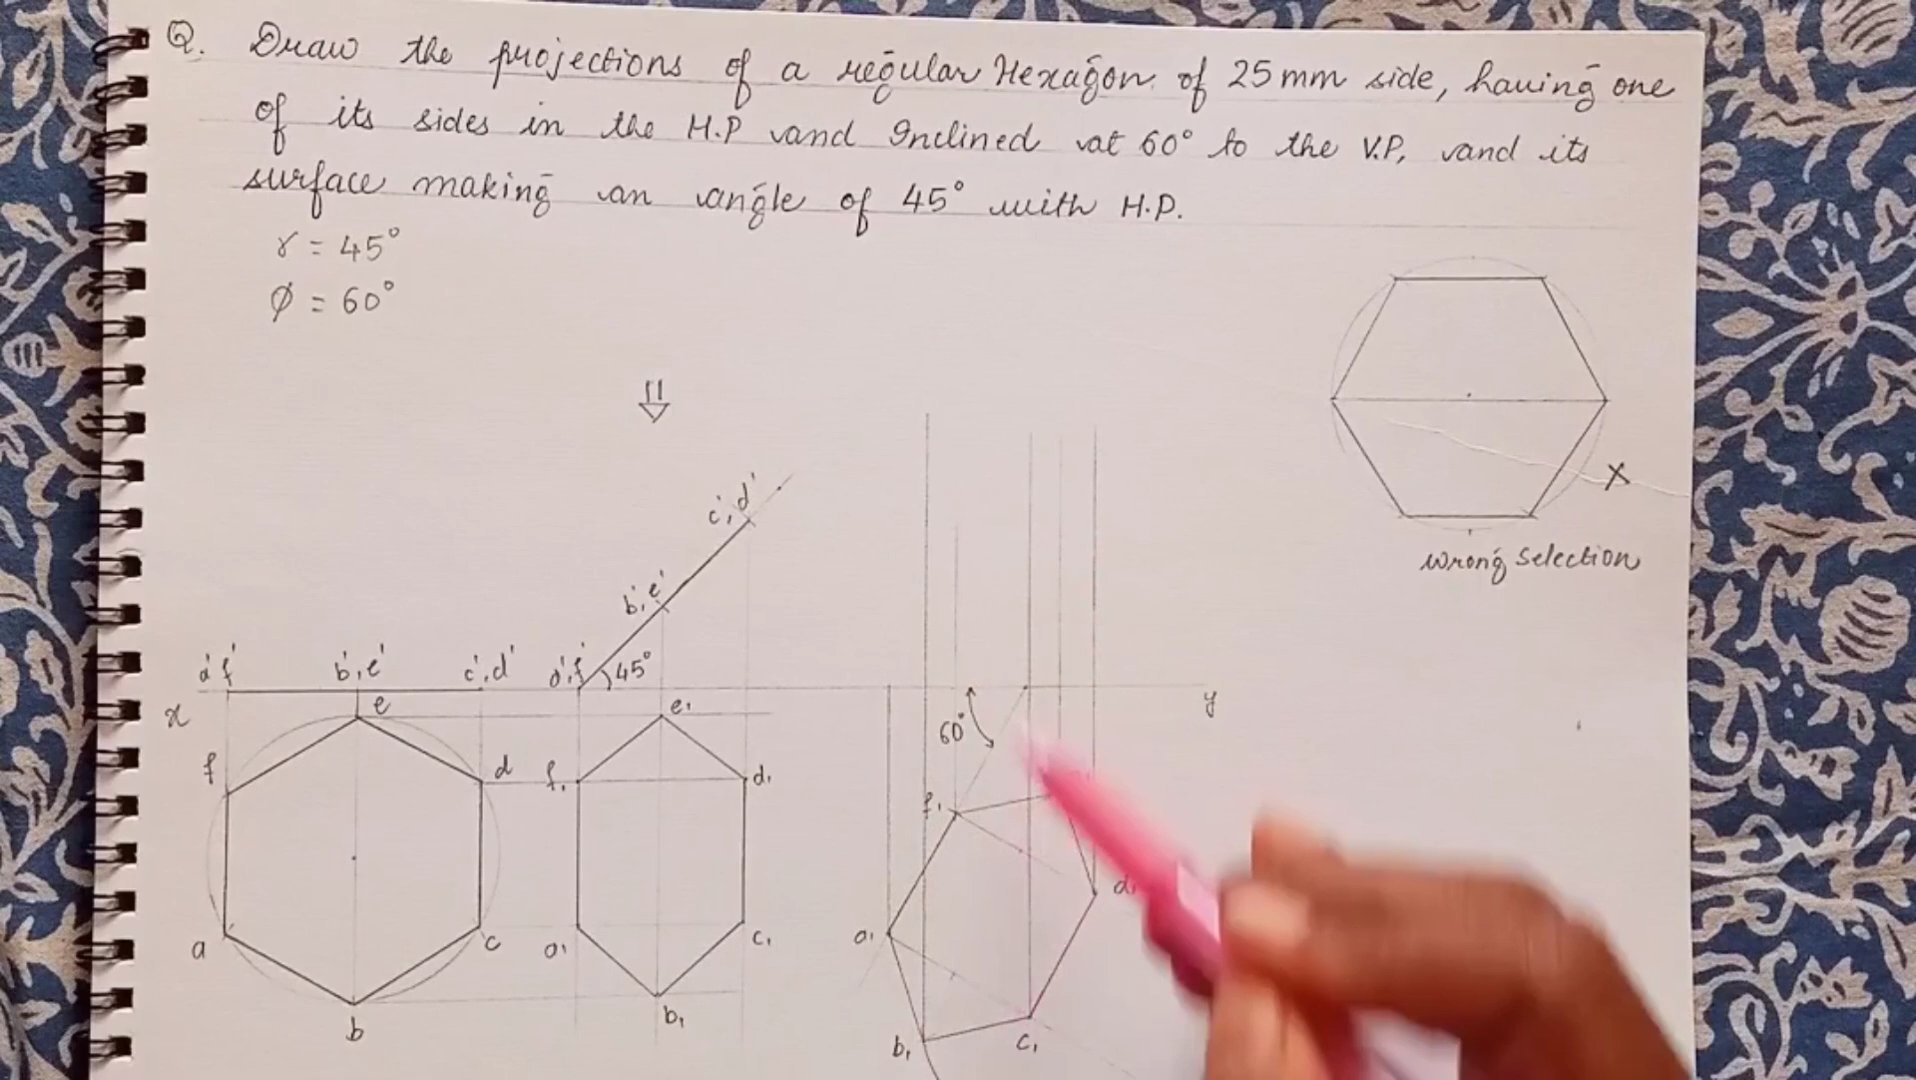 Q. Draw the projections of a regular Hexagon of 25 mm side, having one
of its sides in the H.P and Inclined at 60° to the V.P, and its
surface making an angle of 45° with H.P.
r = 45°
Ø = 60°
wrong selection
X
c', d'
b', e'
a' f'
b', e'
c', d'
a', f'
45°
x
y
e
e1
60°
f
d
f1
d1
f1
d1
a
c
a1
c1
a1
b
b1
b1
c1